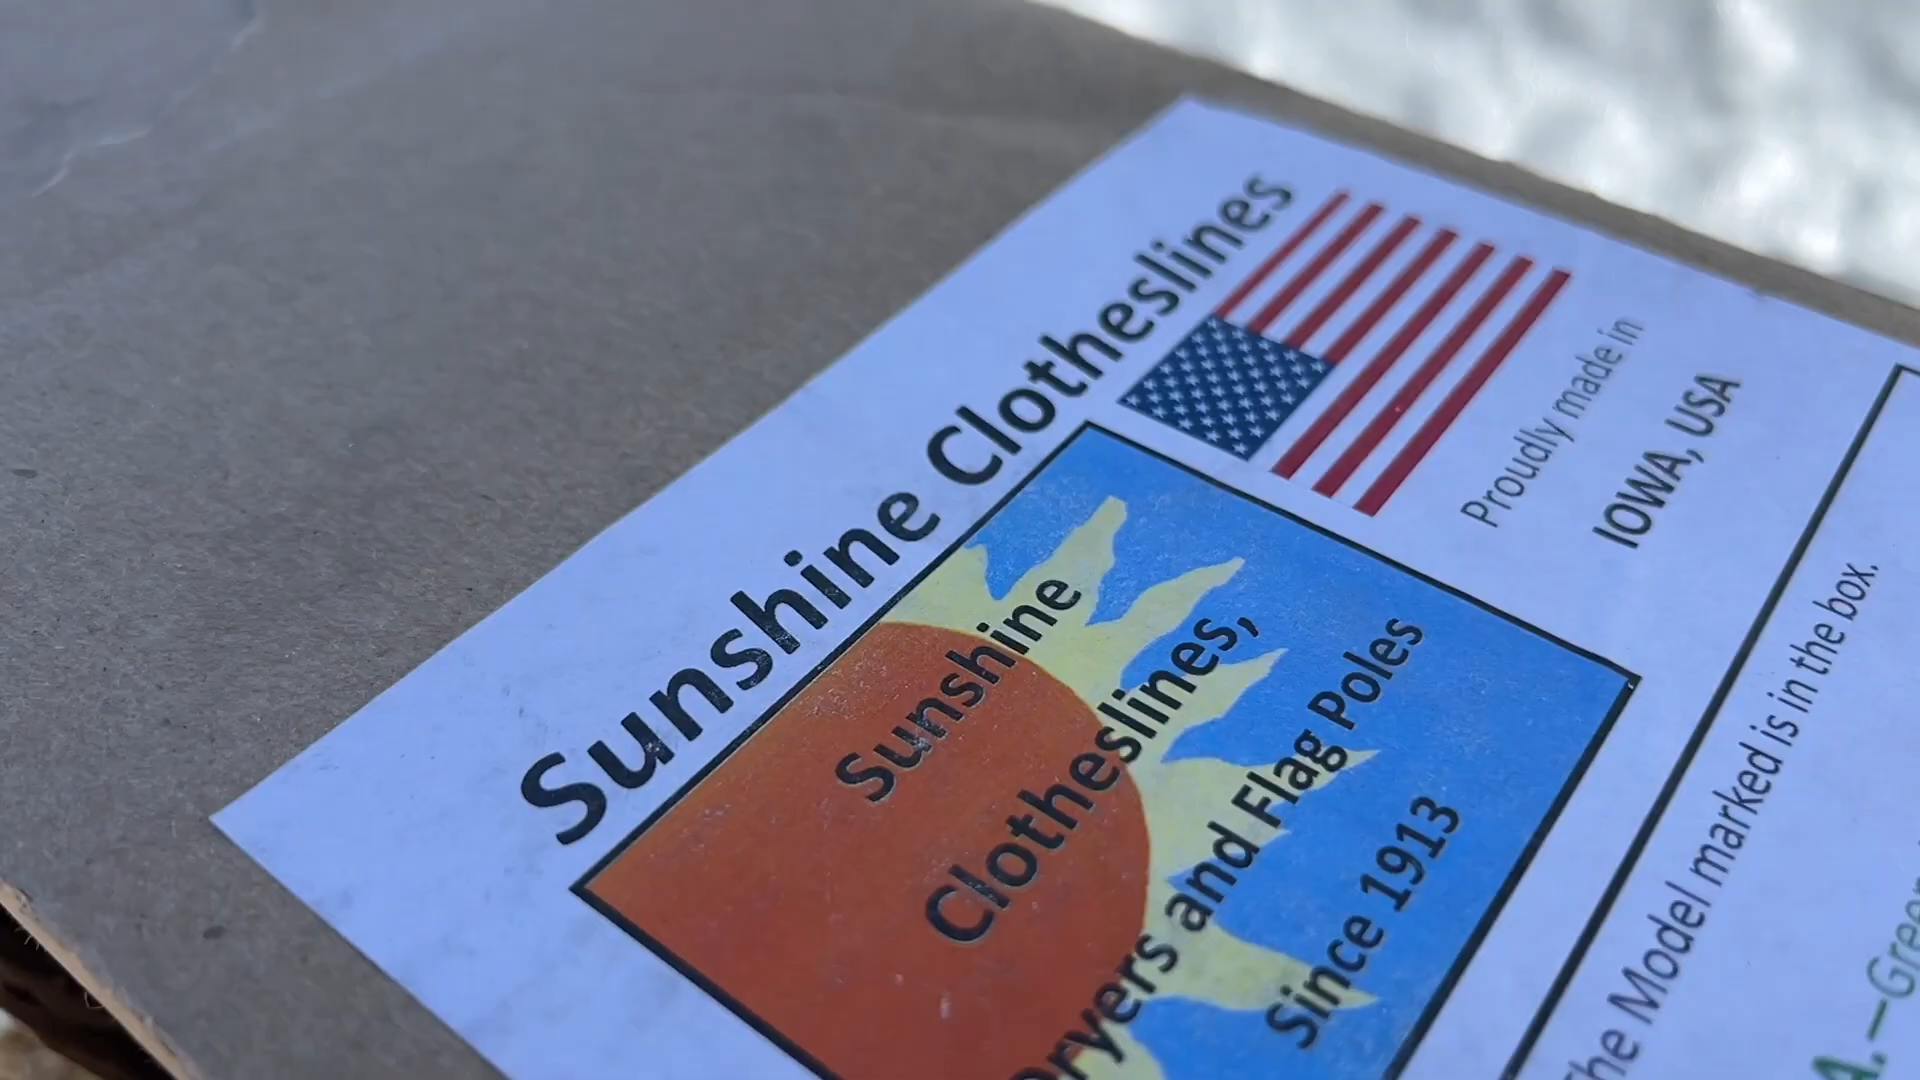 Sunshine Clotheslines
Proudly made in
IOWA, USA
Sunshine
Clotheslines,
Dryers and Flag Poles
Since 1913
The Model marked is in the box.
A.–Green